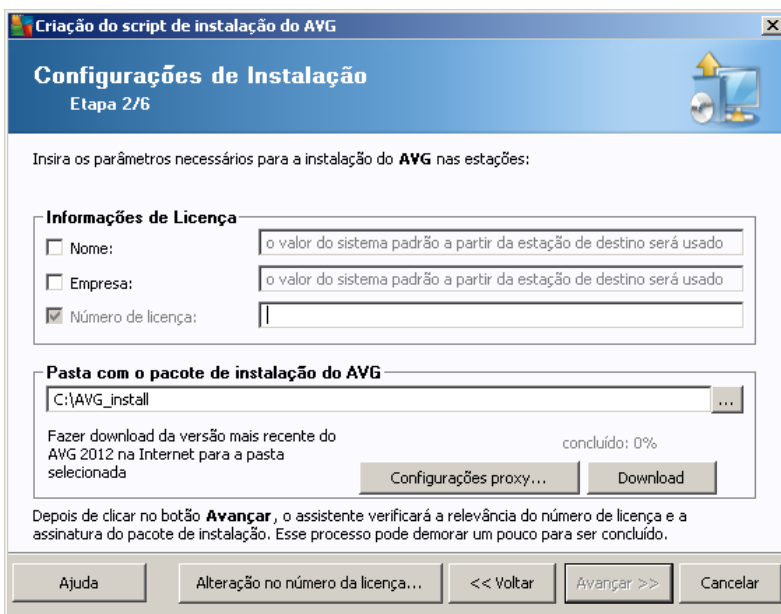 Criação do script de instalação do AVG
Configurações de Instalação
Etapa 2/6
Insira os parâmetros necessários para a instalação do AVG nas estações:
Informações de Licença
Nome: o valor do sistema padrão a partir da estação de destino será usado
Empresa: o valor do sistema padrão a partir da estação de destino será usado
Número de licença:
Pasta com o pacote de instalação do AVG
C:\AVG_install ...
Fazer download da versão mais recente do
AVG 2012 na Internet para a pasta
selecionada
concluído: 0%
Configurações proxy... Download
Depois de clicar no botão Avançar, o assistente verificará a relevância do número de licença e a
assinatura do pacote de instalação. Esse processo pode demorar um pouco para ser concluído.
Ajuda Alteração no número da licença... << Voltar Avançar >> Cancelar